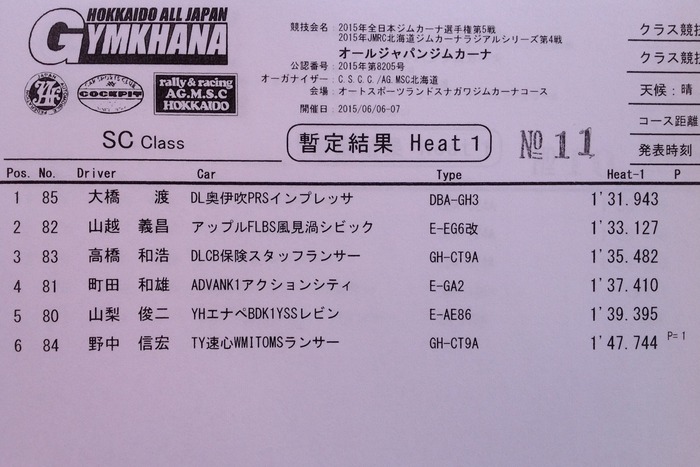 HOKKAIDO ALL JAPAN
GYMKHANA
競技会名 : 2015年全日本ジムカーナ選手権第5戦
2015年JMRC北海道ジムカーナラジアルシリーズ第4戦
オールジャパンジムカーナ
公認番号 : 2015年第8205号
オーガナイザー : C.S.C.C./AG.MSC北海道
会場 : オートスポーツランドスナガワジムカーナコース
開催日 : 2015/06/06-07
クラス競技
クラス競技
天候 : 晴
コース距離
発表時刻
COCKPIT
rally & racing
AG.M.S.C
HOKKAIDO
SC Class
暫定結果 Heat 1
No 11
Pos. No. Driver Car Type Heat-1 P
1 85 大橋 渡 DL奥伊吹PRSインプレッサ DBA-GH3 1'31.943
2 82 山越 義昌 アップルFLBS風見渦シビック E-EG6改 1'33.127
3 83 高橋 和浩 DLCB保険スタッフランサー GH-CT9A 1'35.482
4 81 町田 和雄 ADVANK1アクションシティ E-GA2 1'37.410
5 80 山梨 俊二 YHエナペBDK1YSSレビン E-AE86 1'39.395
6 84 野中 信宏 TY速心WMITOMSランサー GH-CT9A 1'47.744 P=1